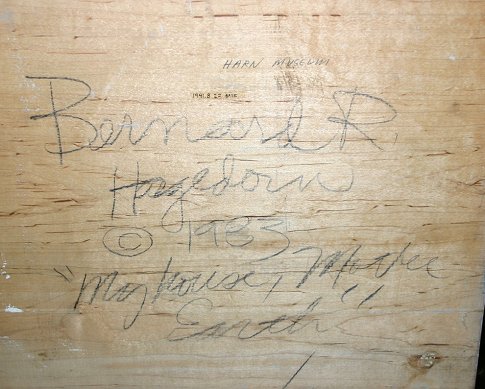 HARN MUSEUM
Bernard R.
Hagedorn
© 1983
"My house, Mother
Earth"